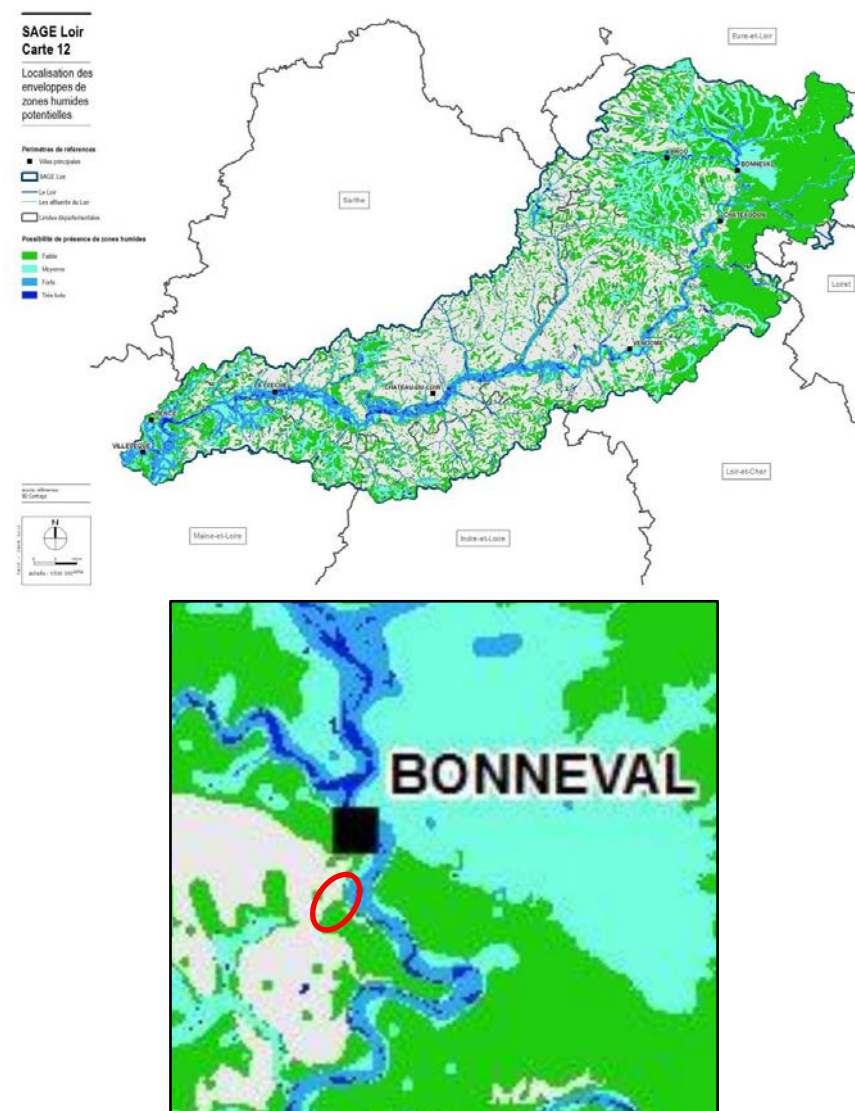 SAGE Loir
Carte 12
Localisation des
enveloppes de
zones humides
potentielles
Périmètres de références
Villes principales
SAGE Loir
Le Loir
Les affluents du Loir
Limites départementales
Possibilité de présence de zones humides
Faible
Moyenne
Forte
Très forte
Eure-et-Loir
Sarthe
BROU
BONNEVAL
CHATEAUDUN
Loiret
VENDOME
LA FLECHE
CHATEAU-DU-LOIR
VILLEVEQUE
Loir-et-Cher
Maine-et-Loire
Indre-et-Loire
N
BONNEVAL